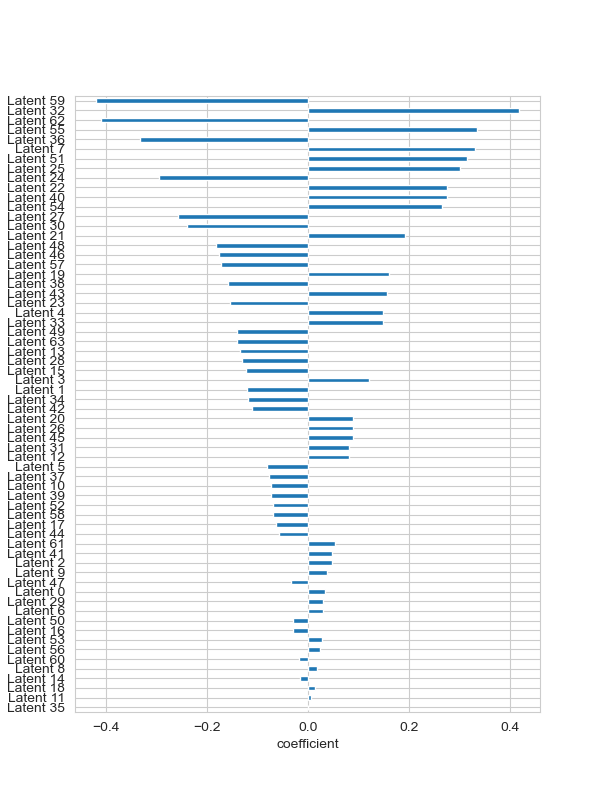 Latent 59
Latent 32
Latent 62
Latent 55
Latent 36
Latent 7
Latent 51
Latent 25
Latent 24
Latent 22
Latent 40
Latent 54
Latent 27
Latent 30
Latent 21
Latent 48
Latent 46
Latent 57
Latent 19
Latent 38
Latent 43
Latent 23
Latent 4
Latent 33
Latent 49
Latent 63
Latent 13
Latent 28
Latent 15
Latent 3
Latent 1
Latent 34
Latent 42
Latent 20
Latent 26
Latent 45
Latent 31
Latent 12
Latent 5
Latent 37
Latent 10
Latent 39
Latent 52
Latent 58
Latent 17
Latent 44
Latent 61
Latent 41
Latent 2
Latent 9
Latent 47
Latent 0
Latent 29
Latent 6
Latent 50
Latent 16
Latent 53
Latent 56
Latent 60
Latent 8
Latent 14
Latent 18
Latent 11
Latent 35
−0.4 −0.2 0.0 0.2 0.4
coefficient